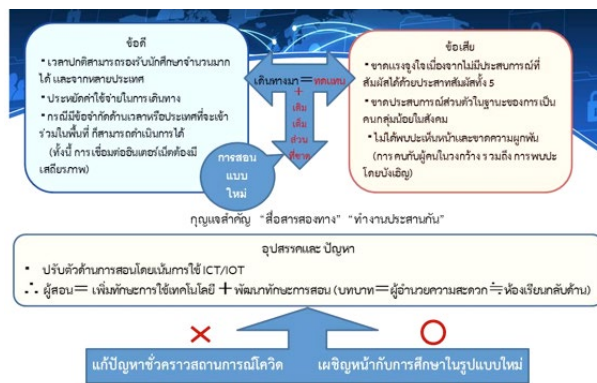 ข้อดี
• เวลาปกติสามารถรองรับนักศึกษาจำนวนมาก
ได้ และจากหลายประเทศ
• ประหยัดค่าใช้จ่ายในการเดินทาง
• กรณีมีข้อจำกัดด้านเวลาหรือประเทศที่จะเข้า
ร่วมในพื้นที่ ก็สามารถดำเนินการได้
(ทั้งนี้ การเชื่อมต่ออินเตอร์เน็ตต้องมี
เสถียรภาพ)
เดินทางมา = ทดแทน
+
เติม
เต็ม
ส่วน
ที่ขาด
การสอน
แบบ
ใหม่
ข้อเสีย
• ขาดแรงจูงใจเนื่องจากไม่มีประสบการณ์ที่
สัมผัสได้ด้วยประสาทสัมผัสทั้ง 5
• ขาดประสบการณ์ส่วนตัวในฐานะของการเป็น
คนกลุ่มน้อยในสังคม
• ไม่ได้พบปะเห็นหน้าและขาดความผูกพัน
(การคบกับผู้คนในวงกว้าง รวมถึง การพบปะ
โดยบังเอิญ)
กุญแจสำคัญ "สื่อสารสองทาง" "ทำงานประสานกัน"
อุปสรรคและ ปัญหา
• ปรับตัวด้านการสอนโดยเน้นการใช้ ICT/IOT
∴ ผู้สอน = เพิ่มทักษะการใช้เทคโนโลยี + พัฒนาทักษะการสอน (บทบาท = ผู้อำนวยความสะดวก ≒ ห้องเรียนกลับด้าน)
แก้ปัญหาชั่วคราวสถานการณ์โควิด
เผชิญหน้ากับการศึกษาในรูปแบบใหม่